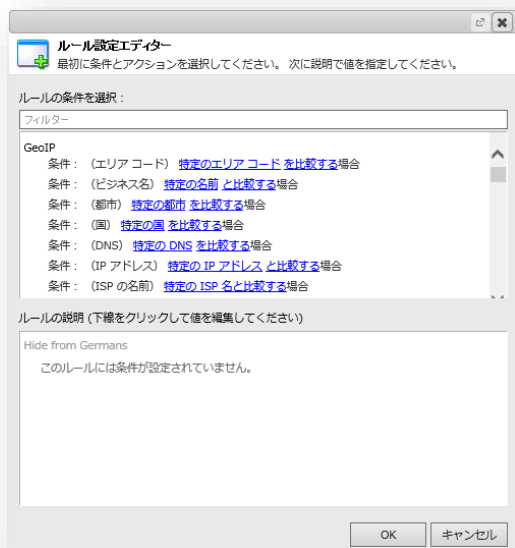 ルール設定エディター
最初に条件とアクションを選択してください。 次に説明で値を指定してください。
ルールの条件を選択：
フィルター
GeoIP
条件： （エリア コード） 特定のエリア コード を比較する場合
条件： （ビジネス名） 特定の名前 と比較する場合
条件： （都市） 特定の都市 を比較する場合
条件： （国） 特定の国 を比較する場合
条件： （DNS） 特定の DNS を比較する場合
条件： （IP アドレス） 特定の IP アドレス と比較する場合
条件： （ISP の名前） 特定の ISP 名と比較する場合
ルールの説明 (下線をクリックして値を編集してください)
Hide from Germans
このルールには条件が設定されていません。
OK
キャンセル